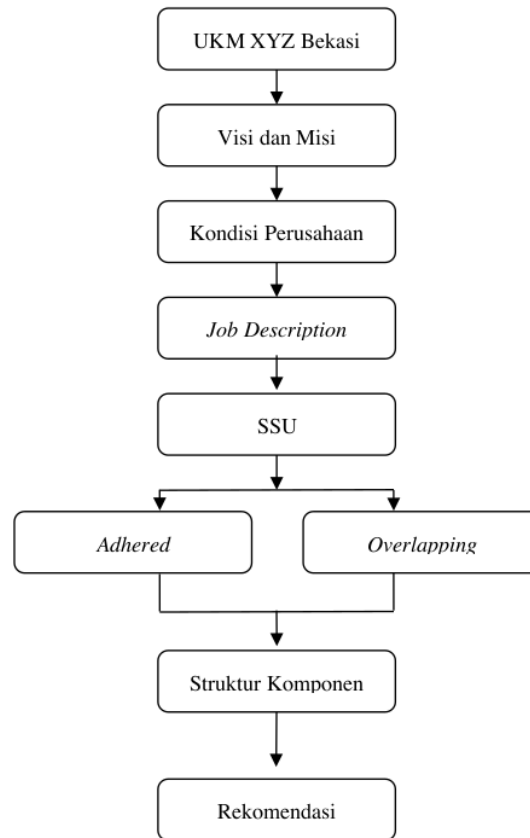 UKM XYZ Bekasi
Visi dan Misi
Kondisi Perusahaan
Job Description
SSU
Adhered
Overlapping
Struktur Komponen
Rekomendasi